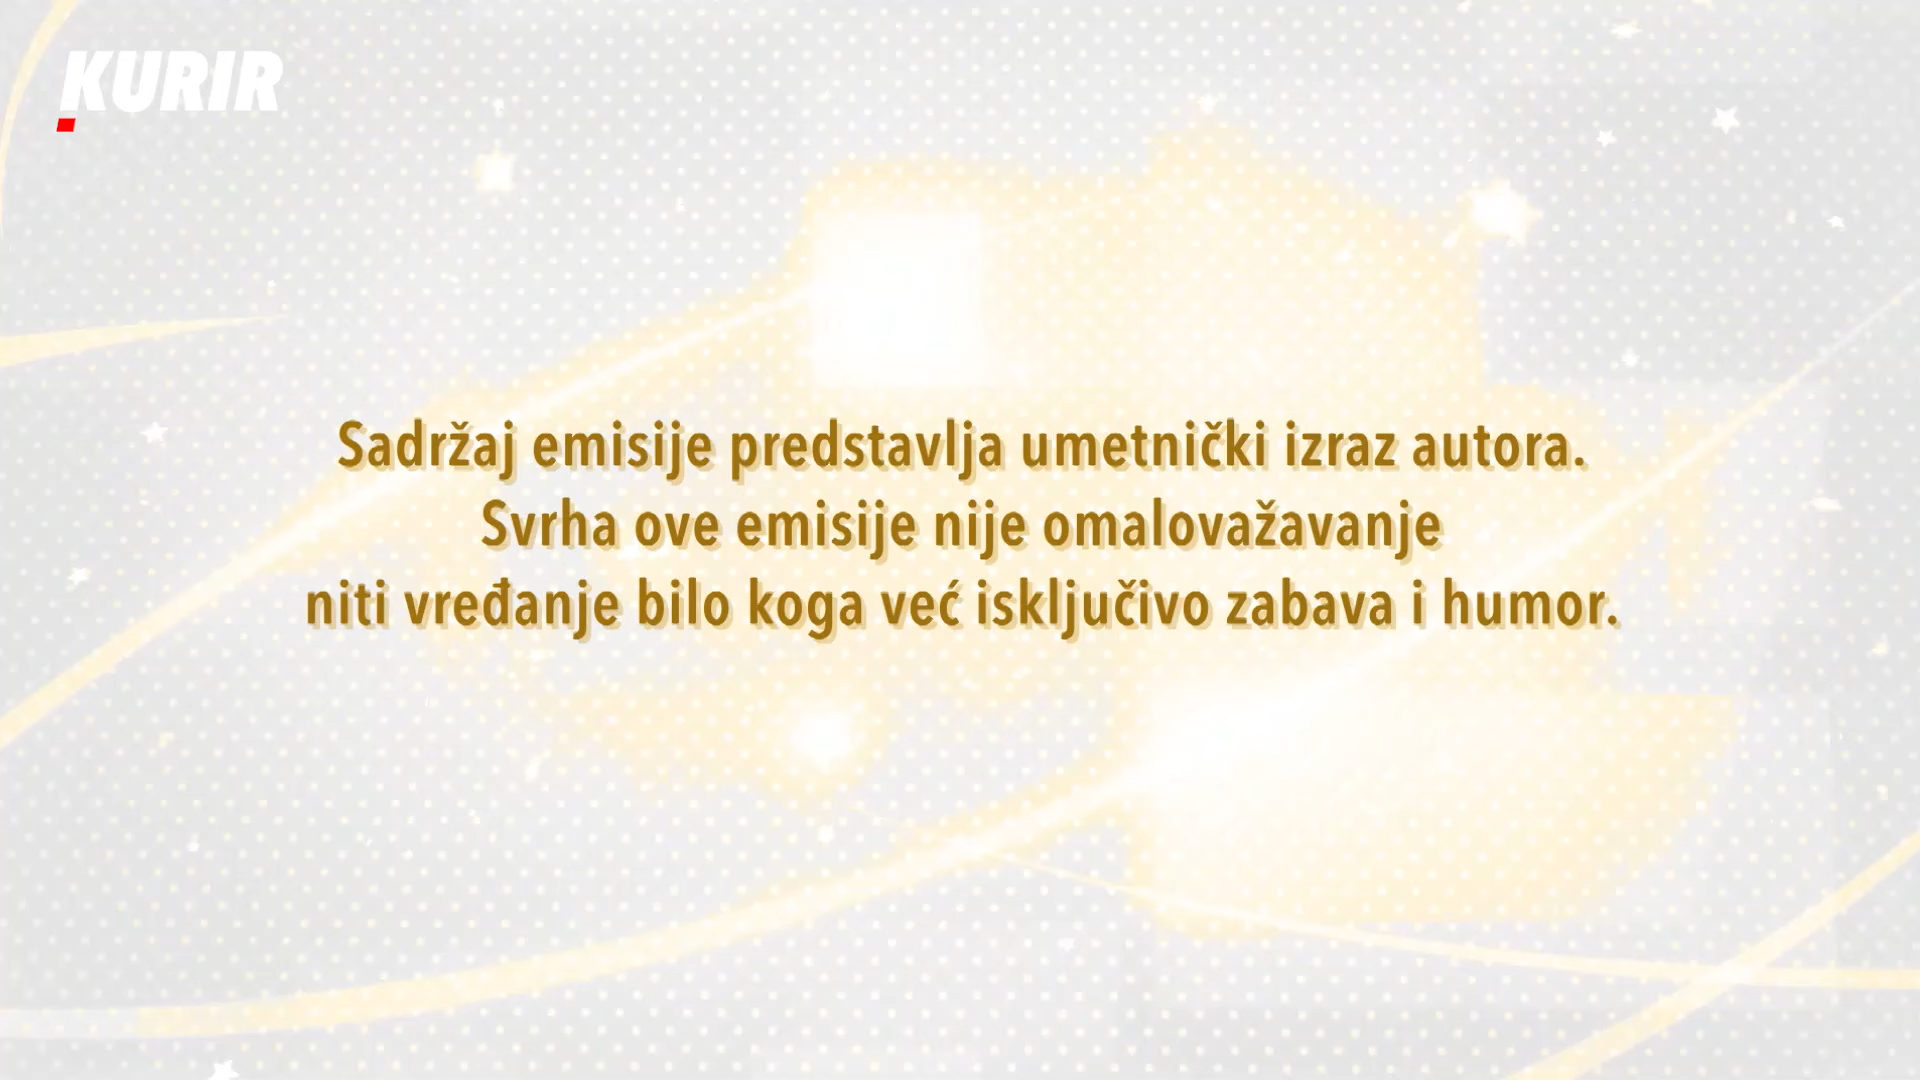 KURIR
Sadržaj emisije predstavlja umetnički izraz autora.
Svrha ove emisije nije omalovažavanje
niti vređanje bilo koga već isključivo zabava i humor.